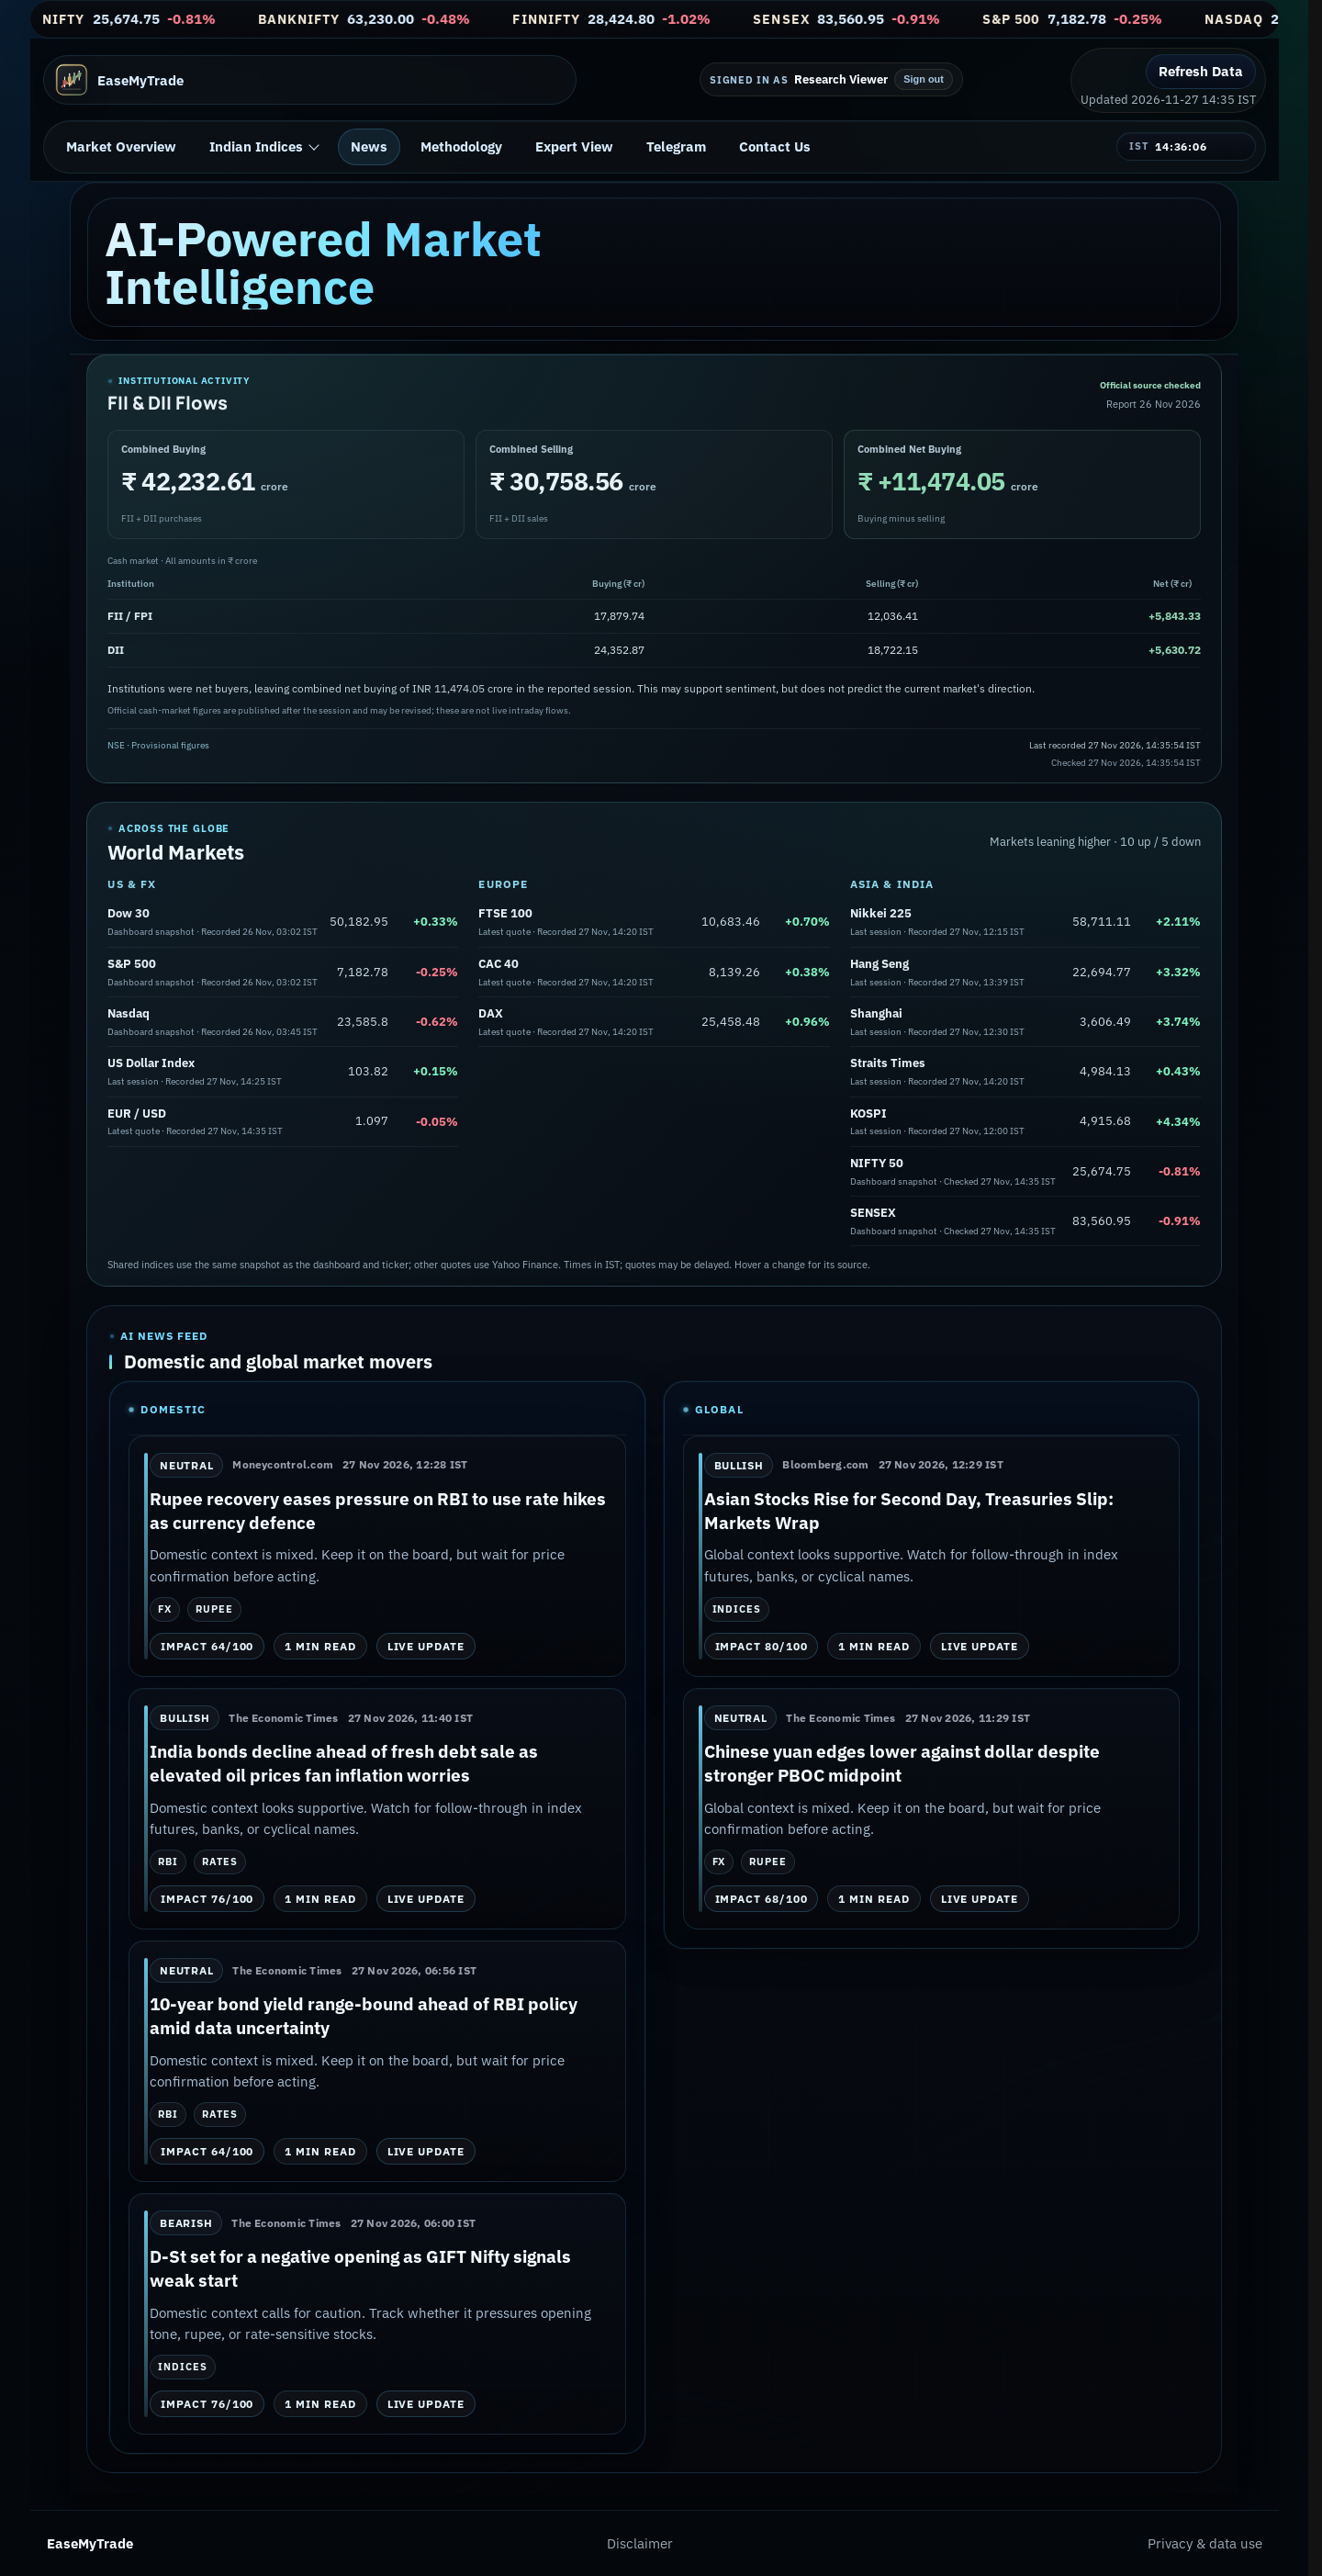 NIFTY 25,674.75 -0.81% BANKNIFTY 63,230.00 -0.48% FINNIFTY 28,424.80 -1.02% SENSEX 83,560.95 -0.91% S&P 500 7,182.78 -0.25% NASDAQ 2
EaseMyTrade
SIGNED IN AS Research Viewer Sign out
Refresh Data
Updated 2026-11-27 14:35 IST
Market Overview Indian Indices News Methodology Expert View Telegram Contact Us IST 14:36:06
AI-Powered Market
Intelligence
INSTITUTIONAL ACTIVITY
FII & DII Flows
Official source checked
Report 26 Nov 2026
Combined Buying
₹ 42,232.61 crore
FII + DII purchases
Combined Selling
₹ 30,758.56 crore
FII + DII sales
Combined Net Buying
₹ +11,474.05 crore
Buying minus selling
Cash market · All amounts in ₹ crore
Institution Buying (₹ cr) Selling (₹ cr) Net (₹ cr)
FII / FPI 17,879.74 12,036.41 +5,843.33
DII 24,352.87 18,722.15 +5,630.72
Institutions were net buyers, leaving combined net buying of INR 11,474.05 crore in the reported session. This may support sentiment, but does not predict the current market's direction.
Official cash-market figures are published after the session and may be revised; these are not live intraday flows.
NSE · Provisional figures
Last recorded 27 Nov 2026, 14:35:54 IST
Checked 27 Nov 2026, 14:35:54 IST
ACROSS THE GLOBE
World Markets
Markets leaning higher · 10 up / 5 down
US & FX
Dow 30 50,182.95 +0.33%
Dashboard snapshot · Recorded 26 Nov, 03:02 IST
S&P 500 7,182.78 -0.25%
Dashboard snapshot · Recorded 26 Nov, 03:02 IST
Nasdaq 23,585.8 -0.62%
Dashboard snapshot · Recorded 26 Nov, 03:45 IST
US Dollar Index 103.82 +0.15%
Last session · Recorded 27 Nov, 14:25 IST
EUR / USD 1.097 -0.05%
Latest quote · Recorded 27 Nov, 14:35 IST
EUROPE
FTSE 100 10,683.46 +0.70%
Latest quote · Recorded 27 Nov, 14:20 IST
CAC 40 8,139.26 +0.38%
Latest quote · Recorded 27 Nov, 14:20 IST
DAX 25,458.48 +0.96%
Latest quote · Recorded 27 Nov, 14:20 IST
ASIA & INDIA
Nikkei 225 58,711.11 +2.11%
Last session · Recorded 27 Nov, 12:15 IST
Hang Seng 22,694.77 +3.32%
Last session · Recorded 27 Nov, 13:39 IST
Shanghai 3,606.49 +3.74%
Last session · Recorded 27 Nov, 12:30 IST
Straits Times 4,984.13 +0.43%
Last session · Recorded 27 Nov, 14:20 IST
KOSPI 4,915.68 +4.34%
Last session · Recorded 27 Nov, 12:00 IST
NIFTY 50 25,674.75 -0.81%
Dashboard snapshot · Checked 27 Nov, 14:35 IST
SENSEX 83,560.95 -0.91%
Dashboard snapshot · Checked 27 Nov, 14:35 IST
Shared indices use the same snapshot as the dashboard and ticker; other quotes use Yahoo Finance. Times in IST; quotes may be delayed. Hover a change for its source.
AI NEWS FEED
Domestic and global market movers
DOMESTIC
NEUTRAL Moneycontrol.com 27 Nov 2026, 12:28 IST
Rupee recovery eases pressure on RBI to use rate hikes
as currency defence
Domestic context is mixed. Keep it on the board, but wait for price
confirmation before acting.
FX RUPEE
IMPACT 64/100 1 MIN READ LIVE UPDATE
BULLISH The Economic Times 27 Nov 2026, 11:40 IST
India bonds decline ahead of fresh debt sale as
elevated oil prices fan inflation worries
Domestic context looks supportive. Watch for follow-through in index
futures, banks, or cyclical names.
RBI RATES
IMPACT 76/100 1 MIN READ LIVE UPDATE
NEUTRAL The Economic Times 27 Nov 2026, 06:56 IST
10-year bond yield range-bound ahead of RBI policy
amid data uncertainty
Domestic context is mixed. Keep it on the board, but wait for price
confirmation before acting.
RBI RATES
IMPACT 64/100 1 MIN READ LIVE UPDATE
BEARISH The Economic Times 27 Nov 2026, 06:00 IST
D-St set for a negative opening as GIFT Nifty signals
weak start
Domestic context calls for caution. Track whether it pressures opening
tone, rupee, or rate-sensitive stocks.
INDICES
IMPACT 76/100 1 MIN READ LIVE UPDATE
GLOBAL
BULLISH Bloomberg.com 27 Nov 2026, 12:29 IST
Asian Stocks Rise for Second Day, Treasuries Slip:
Markets Wrap
Global context looks supportive. Watch for follow-through in index
futures, banks, or cyclical names.
INDICES
IMPACT 80/100 1 MIN READ LIVE UPDATE
NEUTRAL The Economic Times 27 Nov 2026, 11:29 IST
Chinese yuan edges lower against dollar despite
stronger PBOC midpoint
Global context is mixed. Keep it on the board, but wait for price
confirmation before acting.
FX RUPEE
IMPACT 68/100 1 MIN READ LIVE UPDATE
EaseMyTrade Disclaimer Privacy & data use